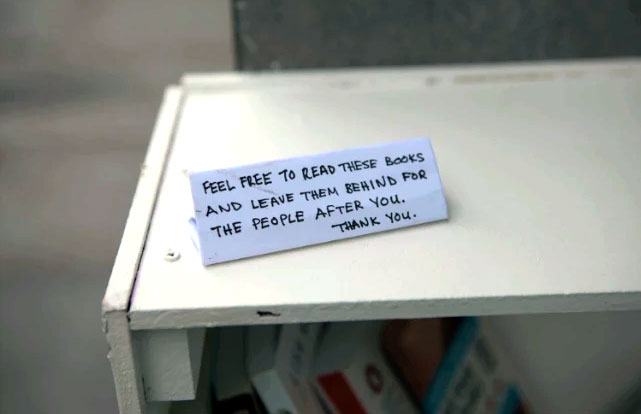 FEEL FREE TO READ THESE BOOKS
AND LEAVE THEM BEHIND FOR
THE PEOPLE AFTER YOU.
THANK YOU.